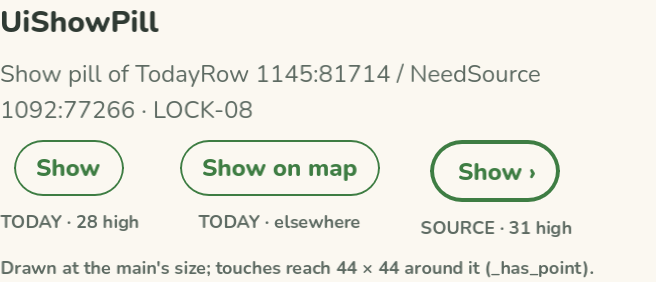 UiShowPill
Show pill of TodayRow 1145:81714 / NeedSource
1092:77266 · LOCK-08
Show
Show on map
Show ›
TODAY · 28 high
TODAY · elsewhere
SOURCE · 31 high
Drawn at the main's size; touches reach 44 × 44 around it (_has_point).